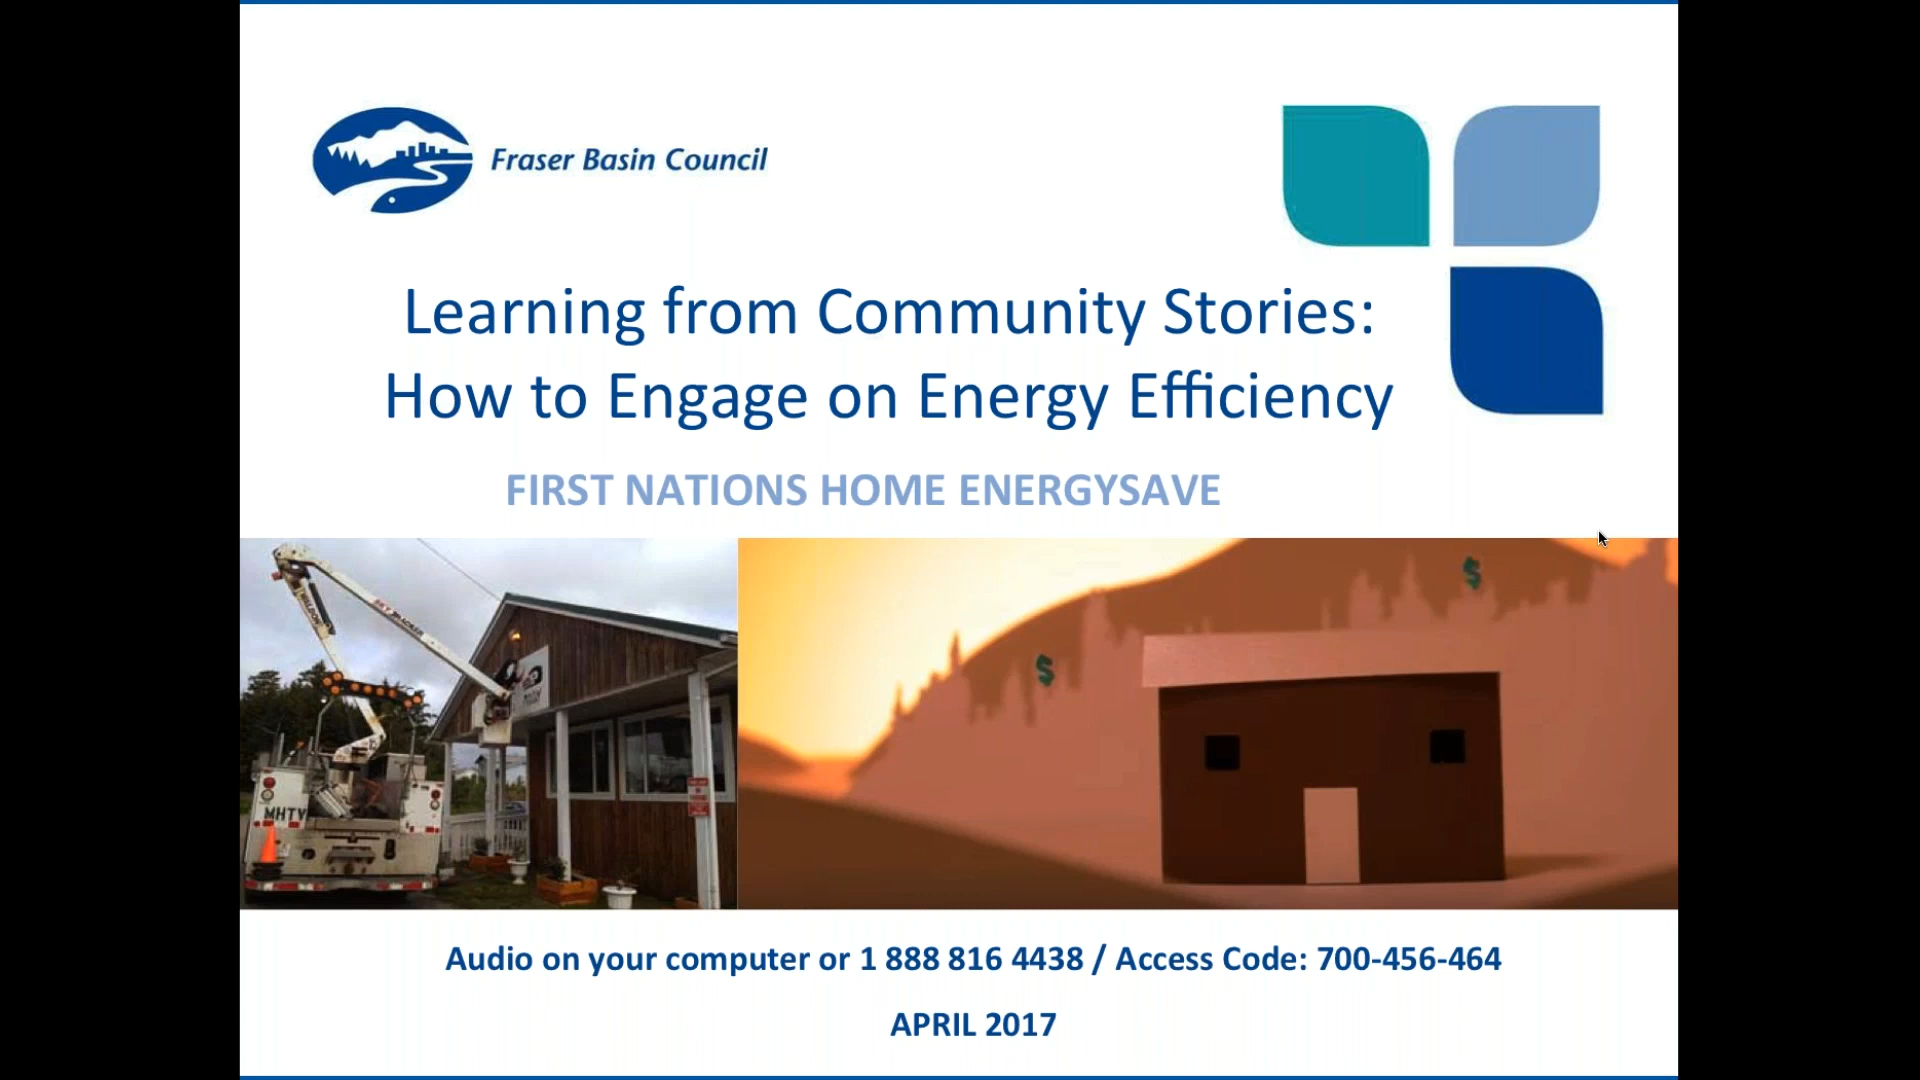 Fraser Basin Council
Learning from Community Stories:
How to Engage on Energy Efficiency
FIRST NATIONS HOME ENERGYSAVE
$
$
MHTV
Audio on your computer or 1 888 816 4438 / Access Code: 700-456-464
APRIL 2017